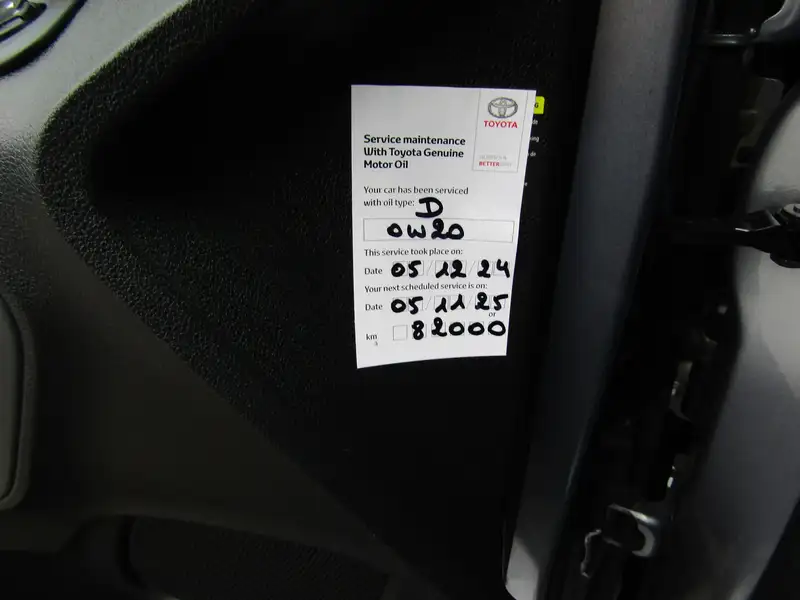 TOYOTA
Service maintenance
With Toyota Genuine
Motor Oil
BETTER
Your car has been serviced
with oil type: D
0W20
This service took place on:
Date 05/12/24
Your next scheduled service is on:
Date 05/11/25
or
km 82000
3